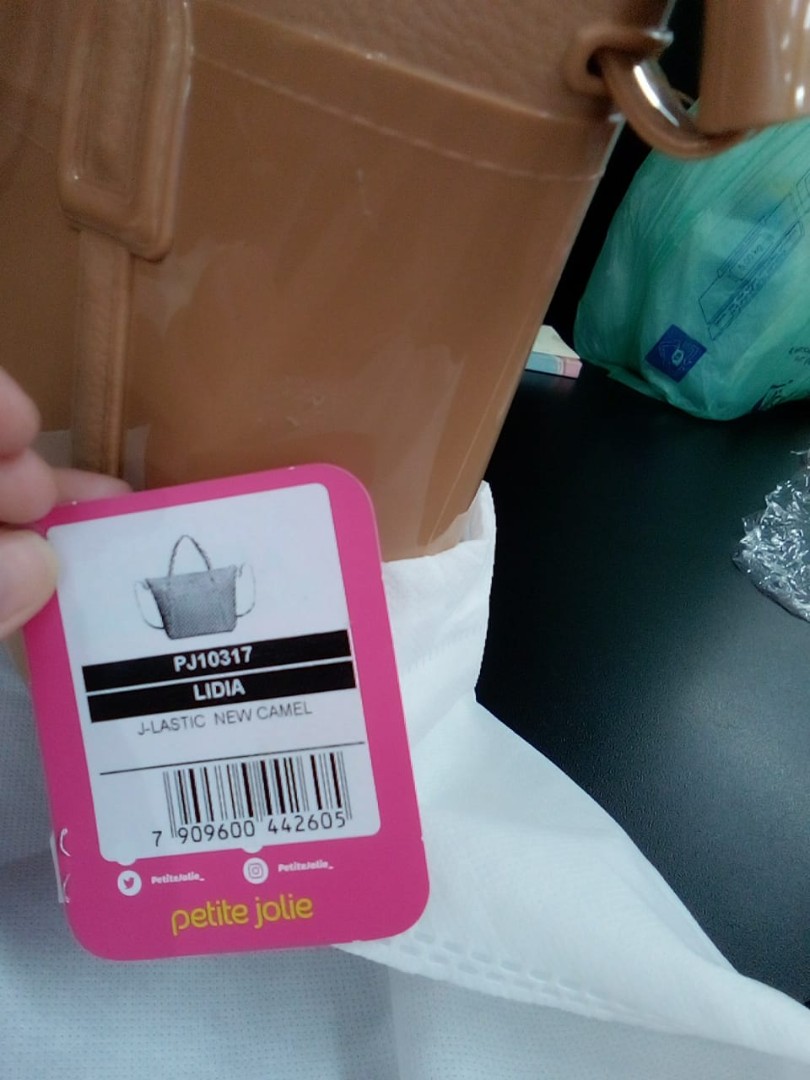 PJ10317
LIDIA
J-LASTIC NEW CAMEL
7 909600 442605
PetiteJolie_ PetiteJolie_
petite jolie